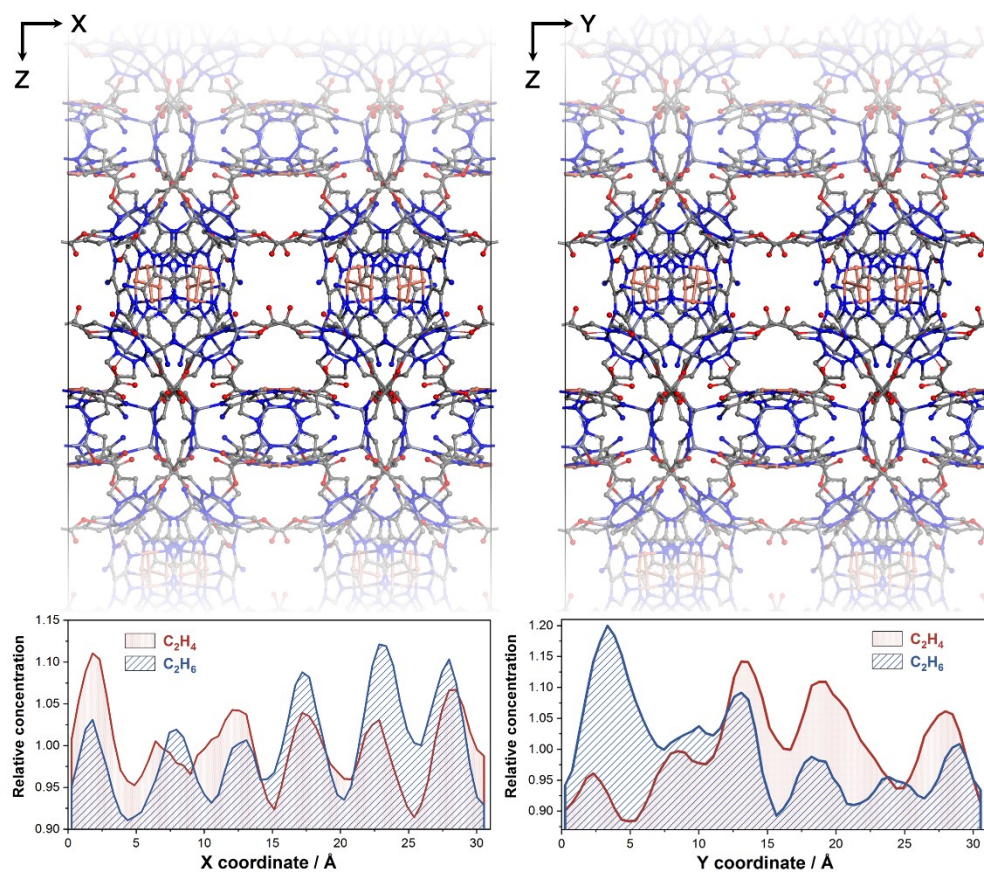 X
Z
Y
Z
1.15
1.10
1.05
1.00
0.95
0.90
Relative concentration
C₂H₄
C₂H₆
0 5 10 15 20 25 30
X coordinate / Å
1.20
1.15
1.10
1.05
1.00
0.95
0.90
Relative concentration
C₂H₄
C₂H₆
0 5 10 15 20 25 30
Y coordinate / Å